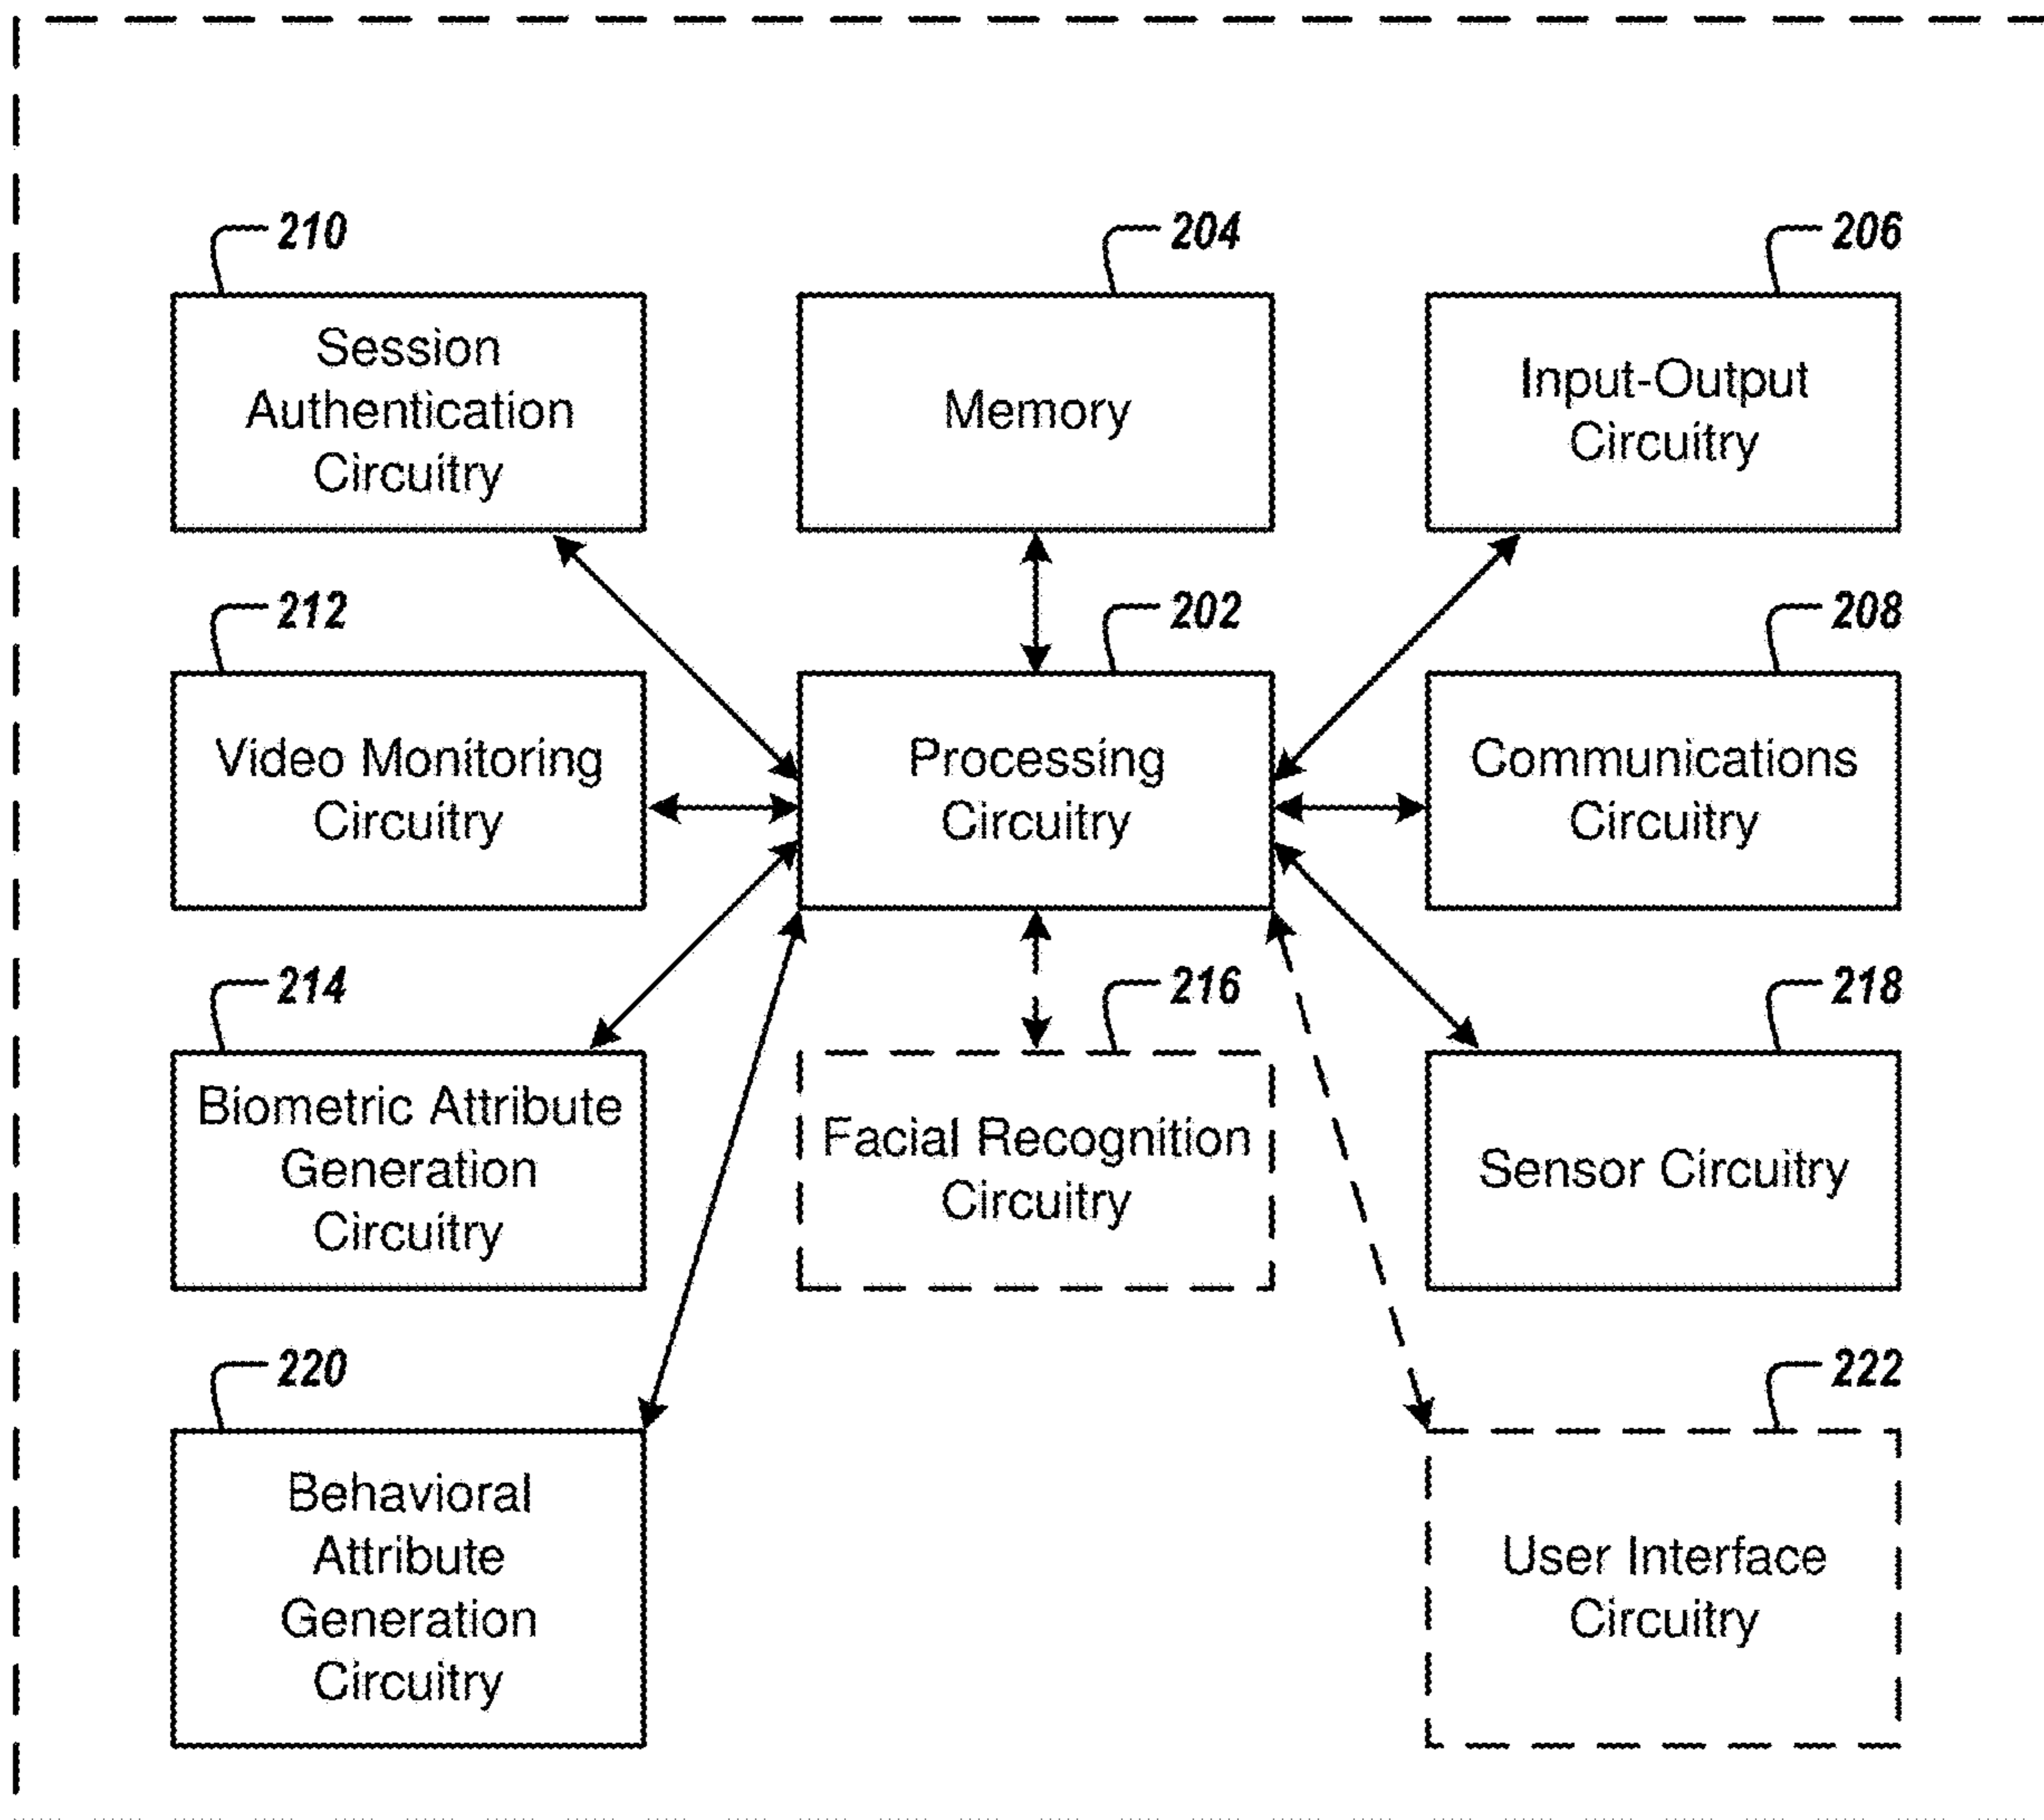 210
Session
Authentication
Circuitry
204
Memory
206
Input-Output
Circuitry
212
Video Monitoring
Circuitry
202
Processing
Circuitry
208
Communications
Circuitry
214
Biometric Attribute
Generation
Circuitry
216
Facial Recognition
Circuitry
218
Sensor Circuitry
220
Behavioral
Attribute
Generation
Circuitry
222
User Interface
Circuitry